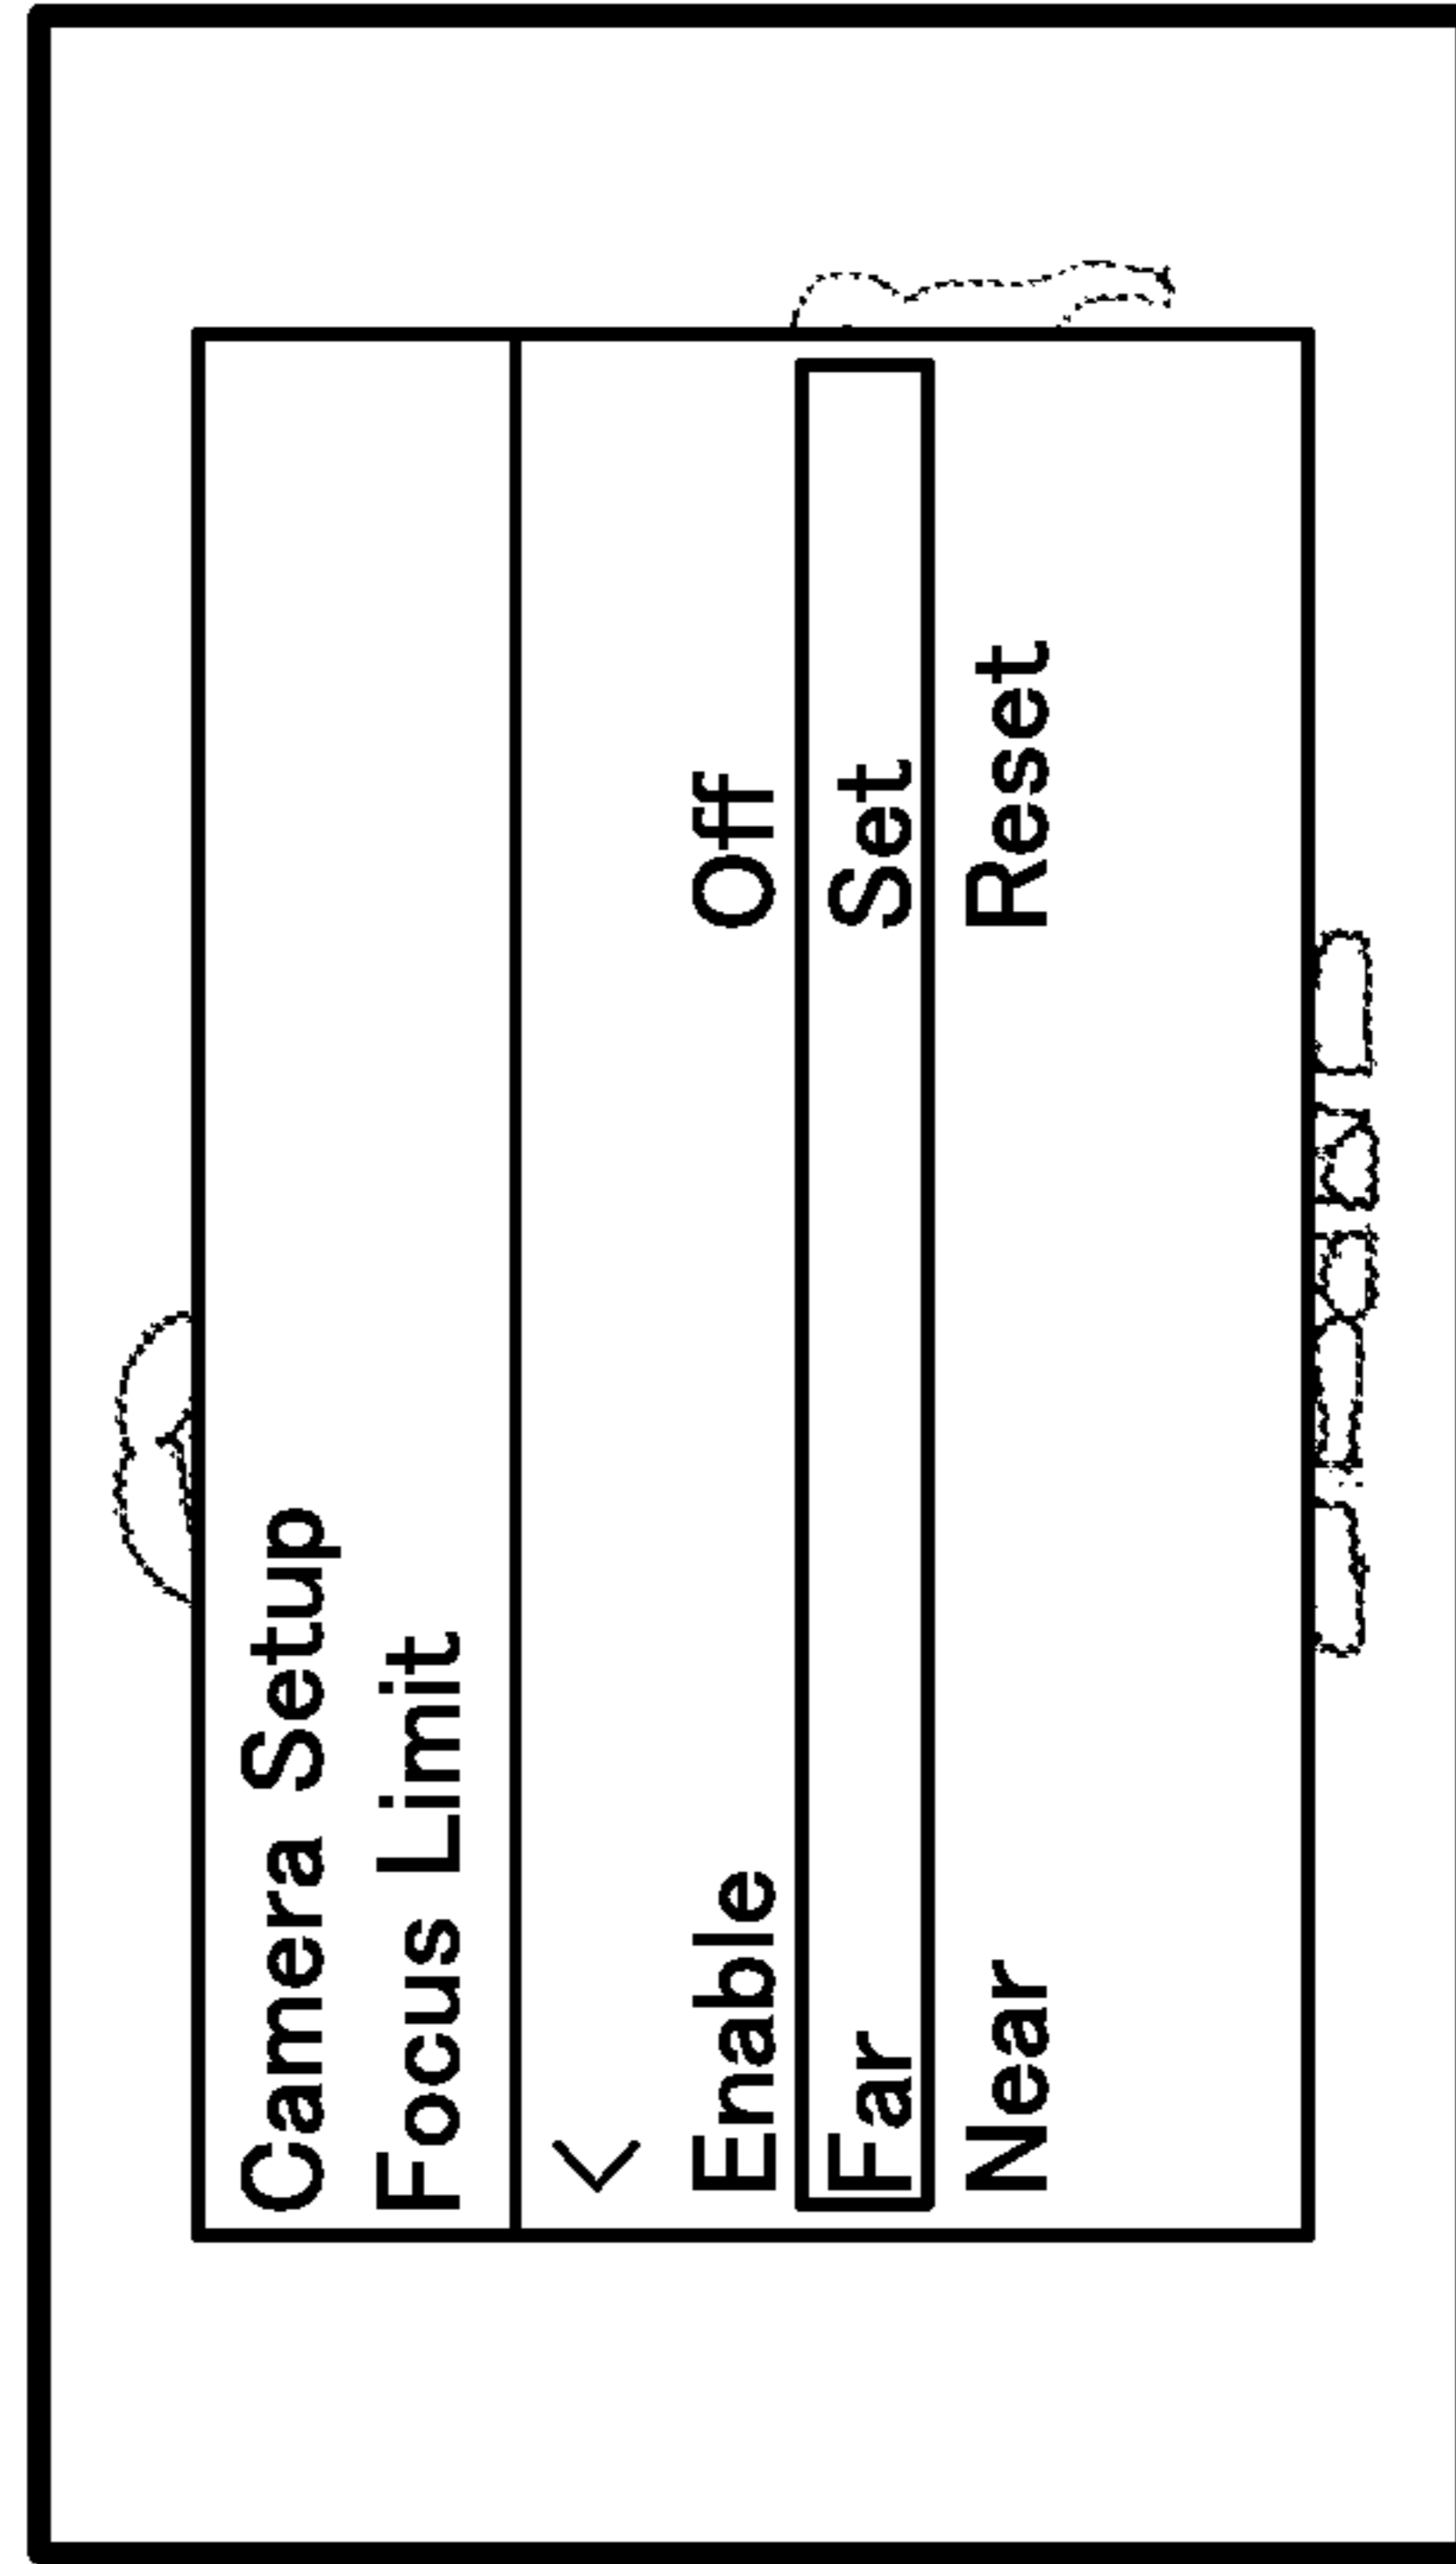 Camera Setup
Focus Limit
<
Enable Off
Far Set
Near Reset